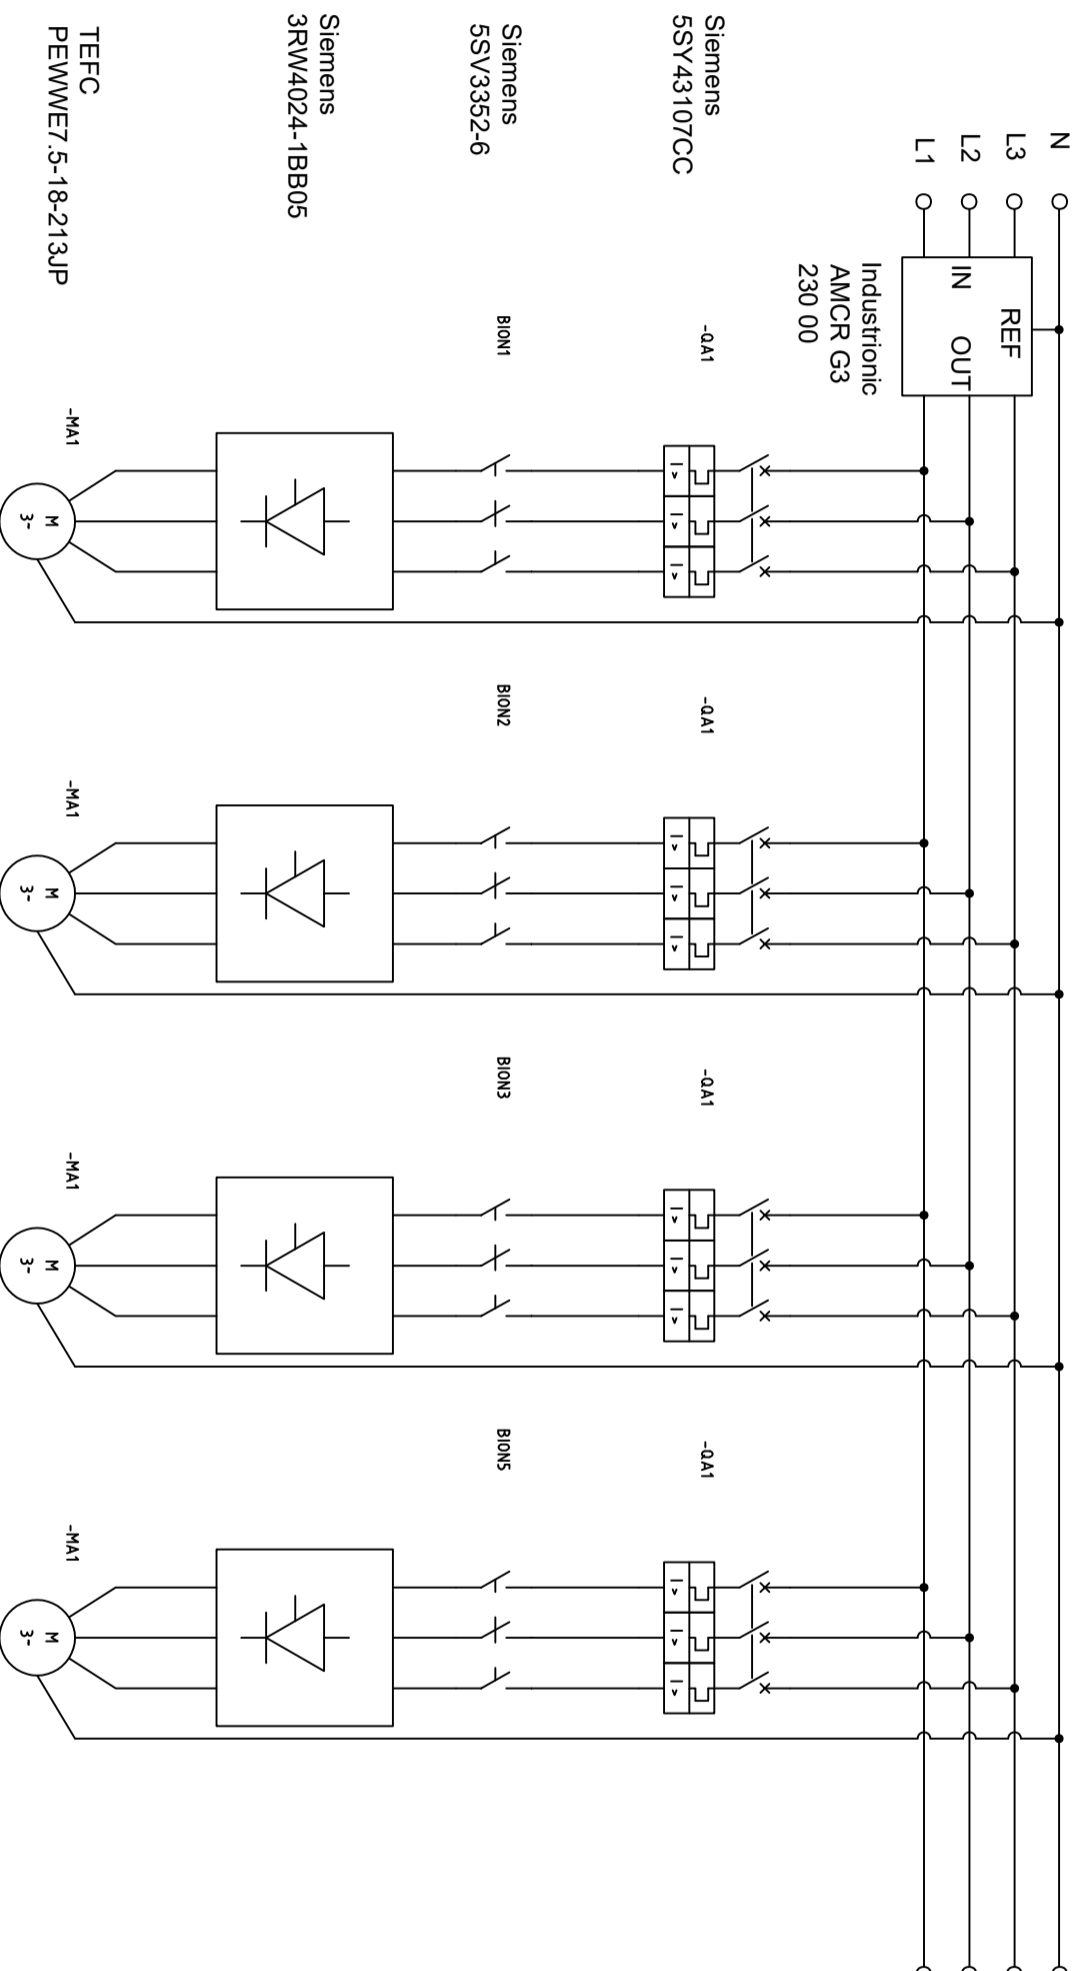 N
L3
L2
L1
REF
IN
OUT
Industrionic
AMCR G3
230 00
Siemens
5SY43107CC
-QA1
-QA1
-QA1
-QA1
I>
I>
I>
I>
I>
I>
I>
I>
I>
I>
I>
I>
Siemens
5SV3352-6
BION1
BION2
BION3
BION5
Siemens
3RW4024-1BB05
TEFC
PEWWE7.5-18-213JP
-MA1
-MA1
-MA1
-MA1
M
3~
M
3~
M
3~
M
3~